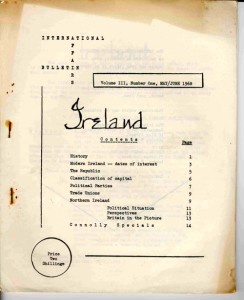 INTERNATIONAL
AFFAIRS
BULLETIN
Volume III, Number One, MAY/JUNE 1966
Ireland
Contents
Page
History 1
Modern Ireland -- dates of interest 3
The Republic 5
Classification of capital 6
Political Parties 7
Trade Unions 9
Northern Ireland 9
Political Situation 11
Perspectives 13
Britain in the Picture 13
Connolly Specials 14
Price
Two
Shillings